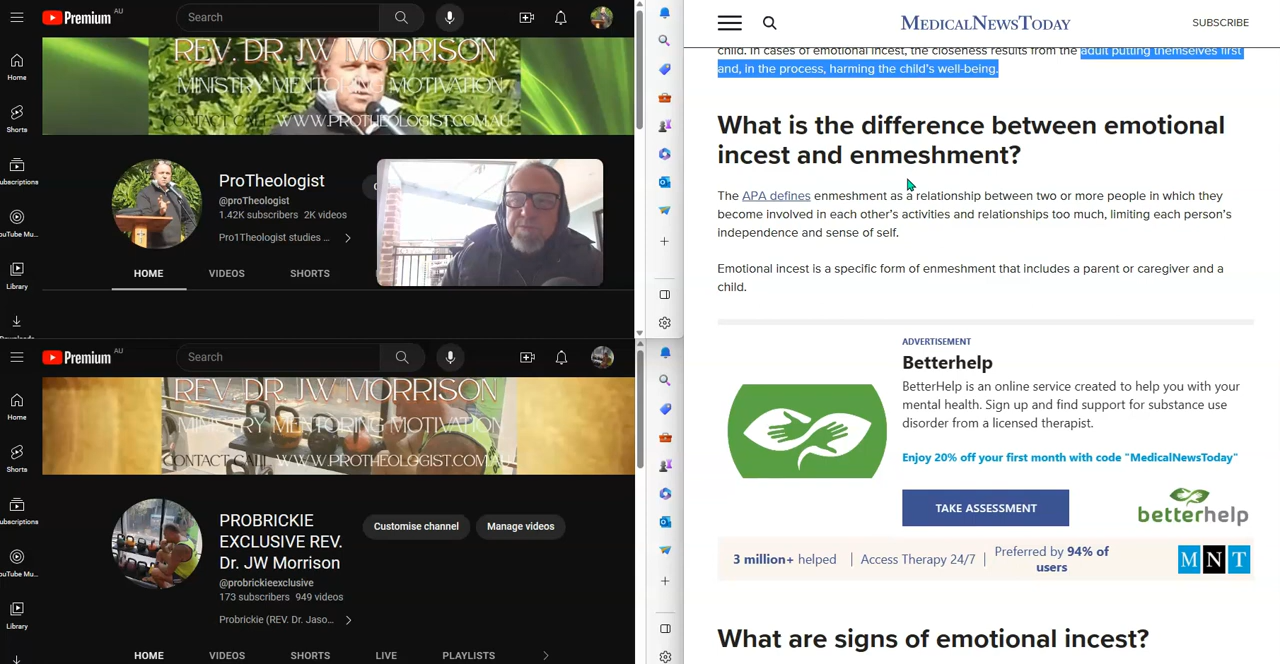 Premium AU
Search
Home
Shorts
ubscriptions
ouTube Mu...
Library
REV. DR. JW MORRISON
MINISTRY MENTORING MOTIVATION
CONTACT CALL WWW.PROTHEOLOGIST.COM.AU
ProTheologist
@proTheologist
1.42K subscribers 2K videos
Pro1Theologist studies ...
HOME
VIDEOS
SHORTS
Premium AU
Search
Home
Shorts
ubscriptions
ouTube Mu...
Library
REV. DR. JW MORRISON
MINISTRY MENTORING MOTIVATION
CONTACT CALL WWW.PROTHEOLOGIST.COM.AU
PROBRICKIE
EXCLUSIVE REV.
Dr. JW Morrison
@probrickieexclusive
173 subscribers 949 videos
Probrickie (REV. Dr. Jaso...
Customise channel
Manage videos
HOME
VIDEOS
SHORTS
LIVE
PLAYLISTS
MEDICALNEWSTODAY
SUBSCRIBE
child. In cases of emotional incest, the closeness results from the adult putting themselves first
and, in the process, harming the child's well-being.
What is the difference between emotional
incest and enmeshment?
The APA defines enmeshment as a relationship between two or more people in which they
become involved in each other's activities and relationships too much, limiting each person's
independence and sense of self.
Emotional incest is a specific form of enmeshment that includes a parent or caregiver and a
child.
ADVERTISEMENT
Betterhelp
BetterHelp is an online service created to help you with your
mental health. Sign up and find support for substance use
disorder from a licensed therapist.
Enjoy 20% off your first month with code "MedicalNewsToday"
TAKE ASSESSMENT
betterhelp
3 million+ helped
Access Therapy 24/7
Preferred by 94% of
users
M N T
What are signs of emotional incest?